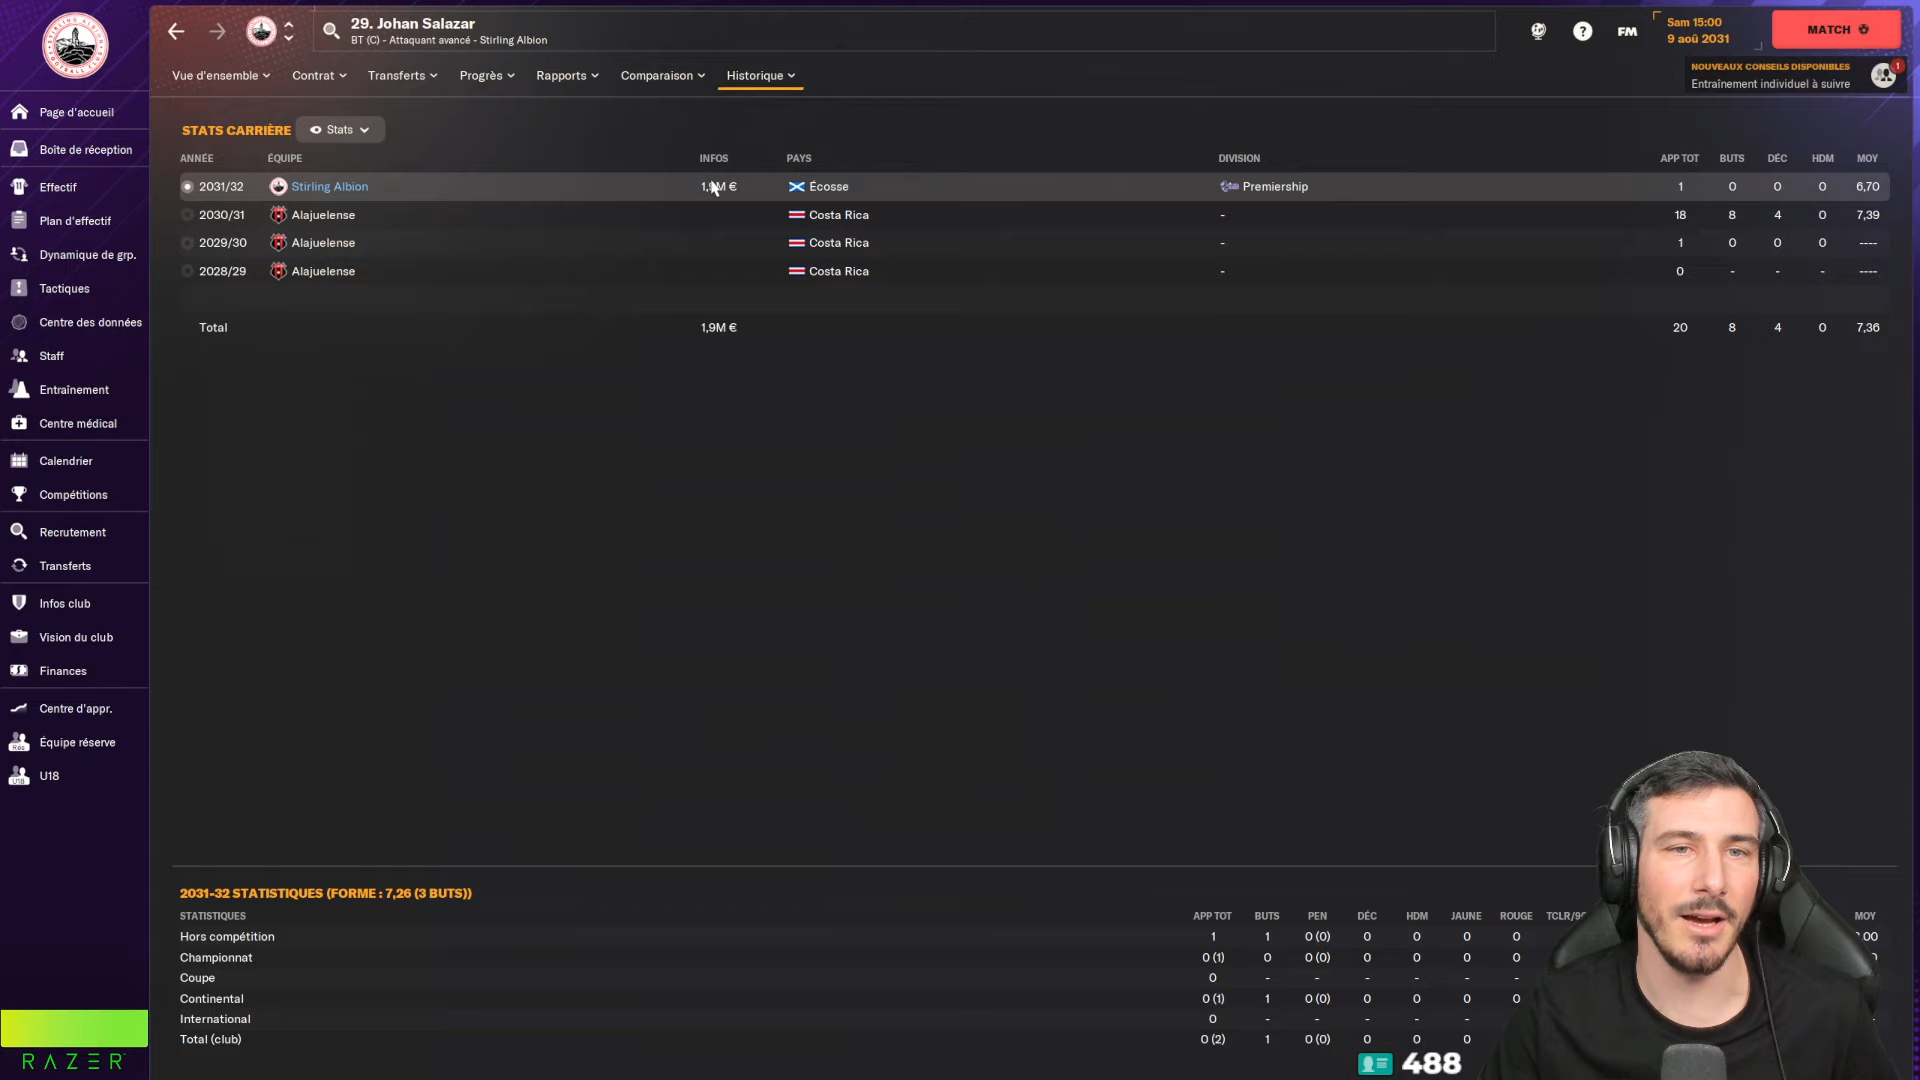 29. Johan Salazar
BT (C) - Attaquant avancé - Stirling Albion
FM
Sam 15:00
9 aoû 2031
MATCH
Vue d'ensemble
Contrat
Transferts
Progrès
Rapports
Comparaison
Historique
NOUVEAUX CONSEILS DISPONIBLES
Entraînement individuel à suivre
1
Page d'accueil
Boîte de réception
Effectif
Plan d'effectif
Dynamique de grp.
Tactiques
Centre des données
Staff
Entraînement
Centre médical
Calendrier
Compétitions
Recrutement
Transferts
Infos club
Vision du club
Finances
Centre d'appr.
Équipe réserve
U18
RAZER
STATS CARRIÈRE Stats
ANNÉE ÉQUIPE INFOS PAYS DIVISION APP TOT BUTS DÉC HDM MOY
2031/32 Stirling Albion 1,9M € Écosse Premiership 1 0 0 0 6,70
2030/31 Alajuelense Costa Rica - 18 8 4 0 7,39
2029/30 Alajuelense Costa Rica - 1 0 0 0 ----
2028/29 Alajuelense Costa Rica - 0 - - - ----
Total 1,9M € 20 8 4 0 7,36
2031-32 STATISTIQUES (FORME : 7,26 (3 BUTS))
STATISTIQUES APP TOT BUTS PEN DÉC HDM JAUNE ROUGE MOY
Hors compétition 1 1 0 (0) 0 0 0 0
Championnat 0 (1) 0 0 (0) 0 0 0 0
Coupe 0 - - - - - -
Continental 0 (1) 1 0 (0) 0 0 0 0
International 0 - - - - -
Total (club) 0 (2) 1 0 (0) 0 0 0
488